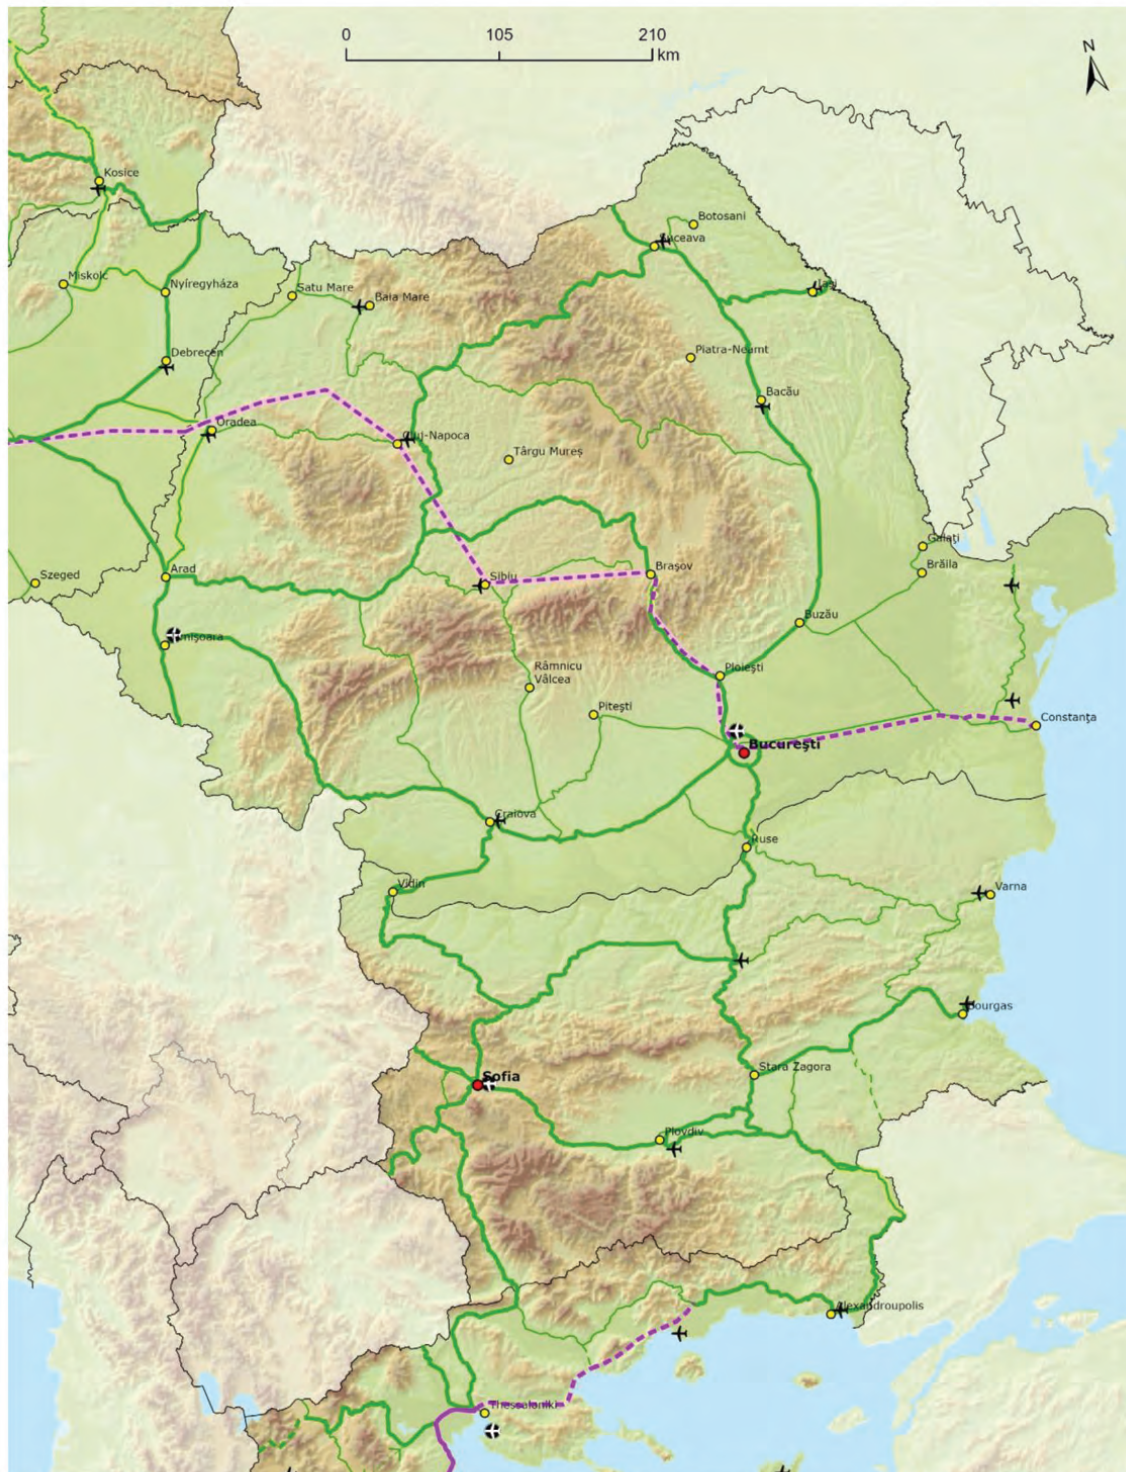 0 105 210
km
N
Kosice
Botosani
Suceava
Miskolc
Nyíregyháza
Satu Mare
Baia Mare
Iași
Debrecen
Piatra-Neamt
Bacău
Oradea
Cluj-Napoca
Târgu Mureș
Galaţi
Szeged
Arad
Sibiu
Braşov
Brăila
Timişoara
Buzău
Râmnicu
Vâlcea
Ploieşti
Piteşti
Constanţa
Bucureşti
Craiova
Ruse
Vidin
Varna
Bourgas
Sofia
Stara Zagora
Plovdiv
Alexandroupolis
Thessaloniki